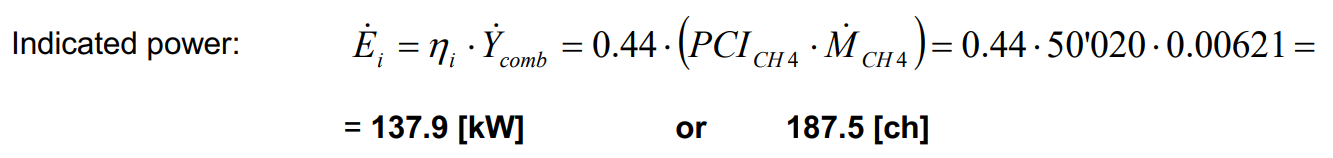 Indicated power: Ė_i = η_i · Ẏ_comb = 0.44 · (PCI_CH4 · Ṁ_CH4) = 0.44 · 50'020 · 0.00621 =
= 137.9 [kW] or 187.5 [ch]